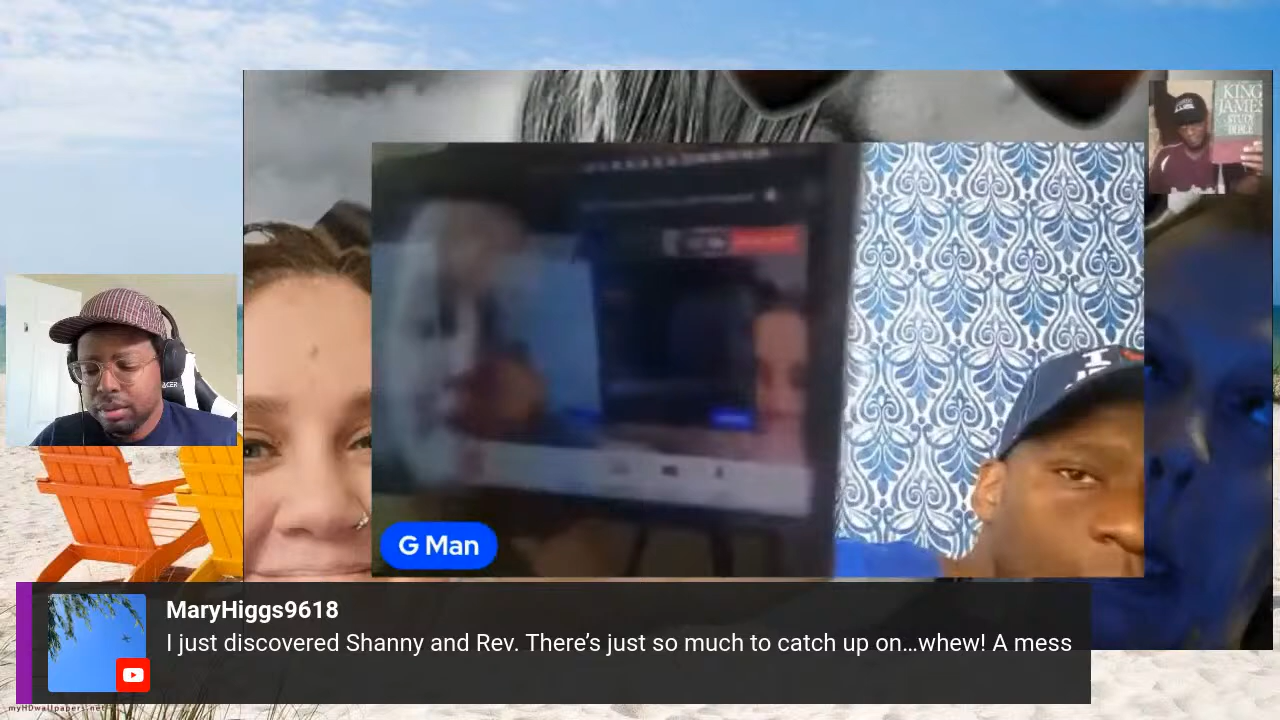 KING
JAMES
STUDY
BIBLE
G Man
MaryHiggs9618
I just discovered Shanny and Rev. There’s just so much to catch up on…whew! A mess
myHDwallpapers.net